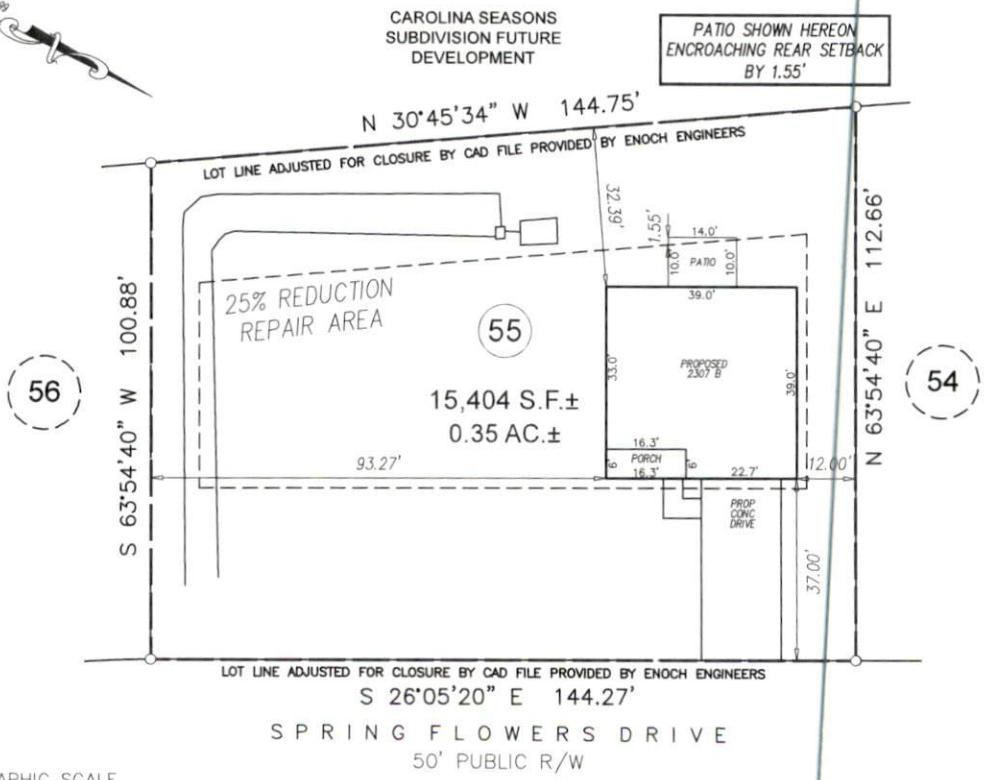 CAROLINA SEASONS
SUBDIVISION FUTURE
DEVELOPMENT
PATIO SHOWN HEREON
ENCROACHING REAR SETBACK
BY 1.55'
N 30°45'34" W 144.75'
LOT LINE ADJUSTED FOR CLOSURE BY CAD FILE PROVIDED BY ENOCH ENGINEERS
32.39'
1.55'
14.0'
10.0'
PATIO
10.0'
39.0'
25% REDUCTION
REPAIR AREA
S 63°54'40" W 100.88'
N 63°54'40" E 112.66'
56
55
54
15,404 S.F.±
0.35 AC.±
33.0'
PROPOSED
2307 B
39.0'
16.3'
PORCH
6'
16.3'
6'
22.7'
93.27'
12.00'
PROP
CONC
DRIVE
37.00'
LOT LINE ADJUSTED FOR CLOSURE BY CAD FILE PROVIDED BY ENOCH ENGINEERS
S 26°05'20" E 144.27'
SPRING FLOWERS DRIVE
50' PUBLIC R/W
APHIC SCALE